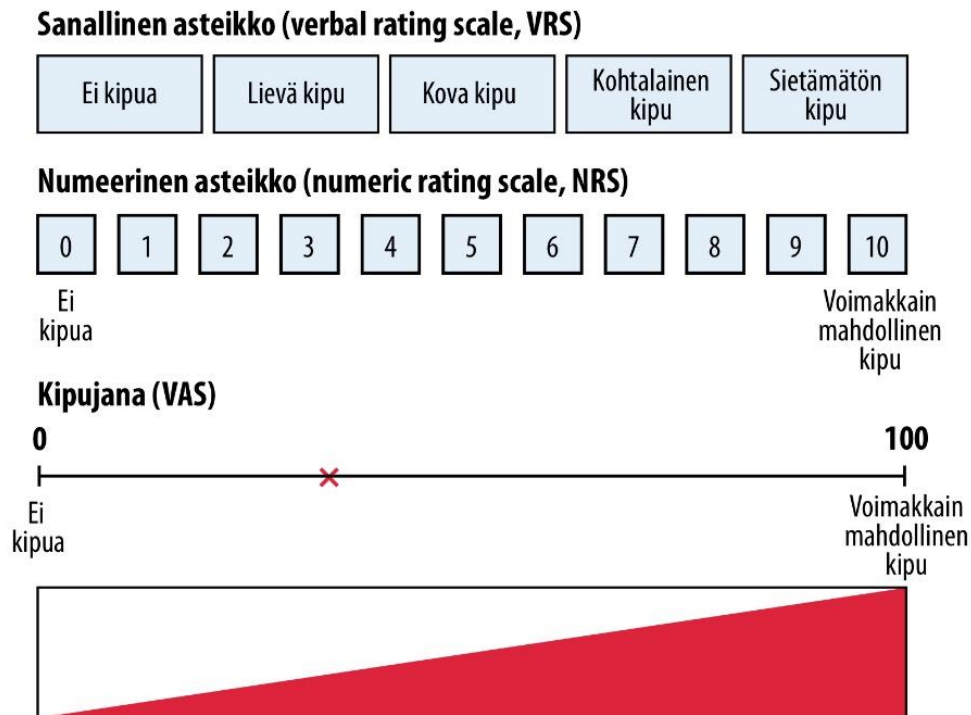 Sanallinen asteikko (verbal rating scale, VRS)
Ei kipua
Lievä kipu
Kova kipu
Kohtalainen
kipu
Sietämätön
kipu
Numeerinen asteikko (numeric rating scale, NRS)
0 1 2 3 4 5 6 7 8 9 10
Ei
kipua
Voimakkain
mahdollinen
kipu
Kipujana (VAS)
0 100
Ei
kipua
Voimakkain
mahdollinen
kipu